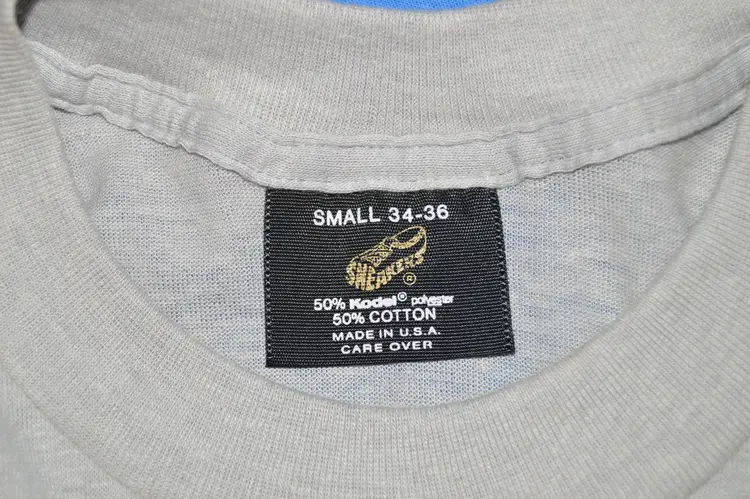 SMALL 34-36
SNEAKERS®
50% Kodel® polyester
50% COTTON
MADE IN U.S.A.
CARE OVER